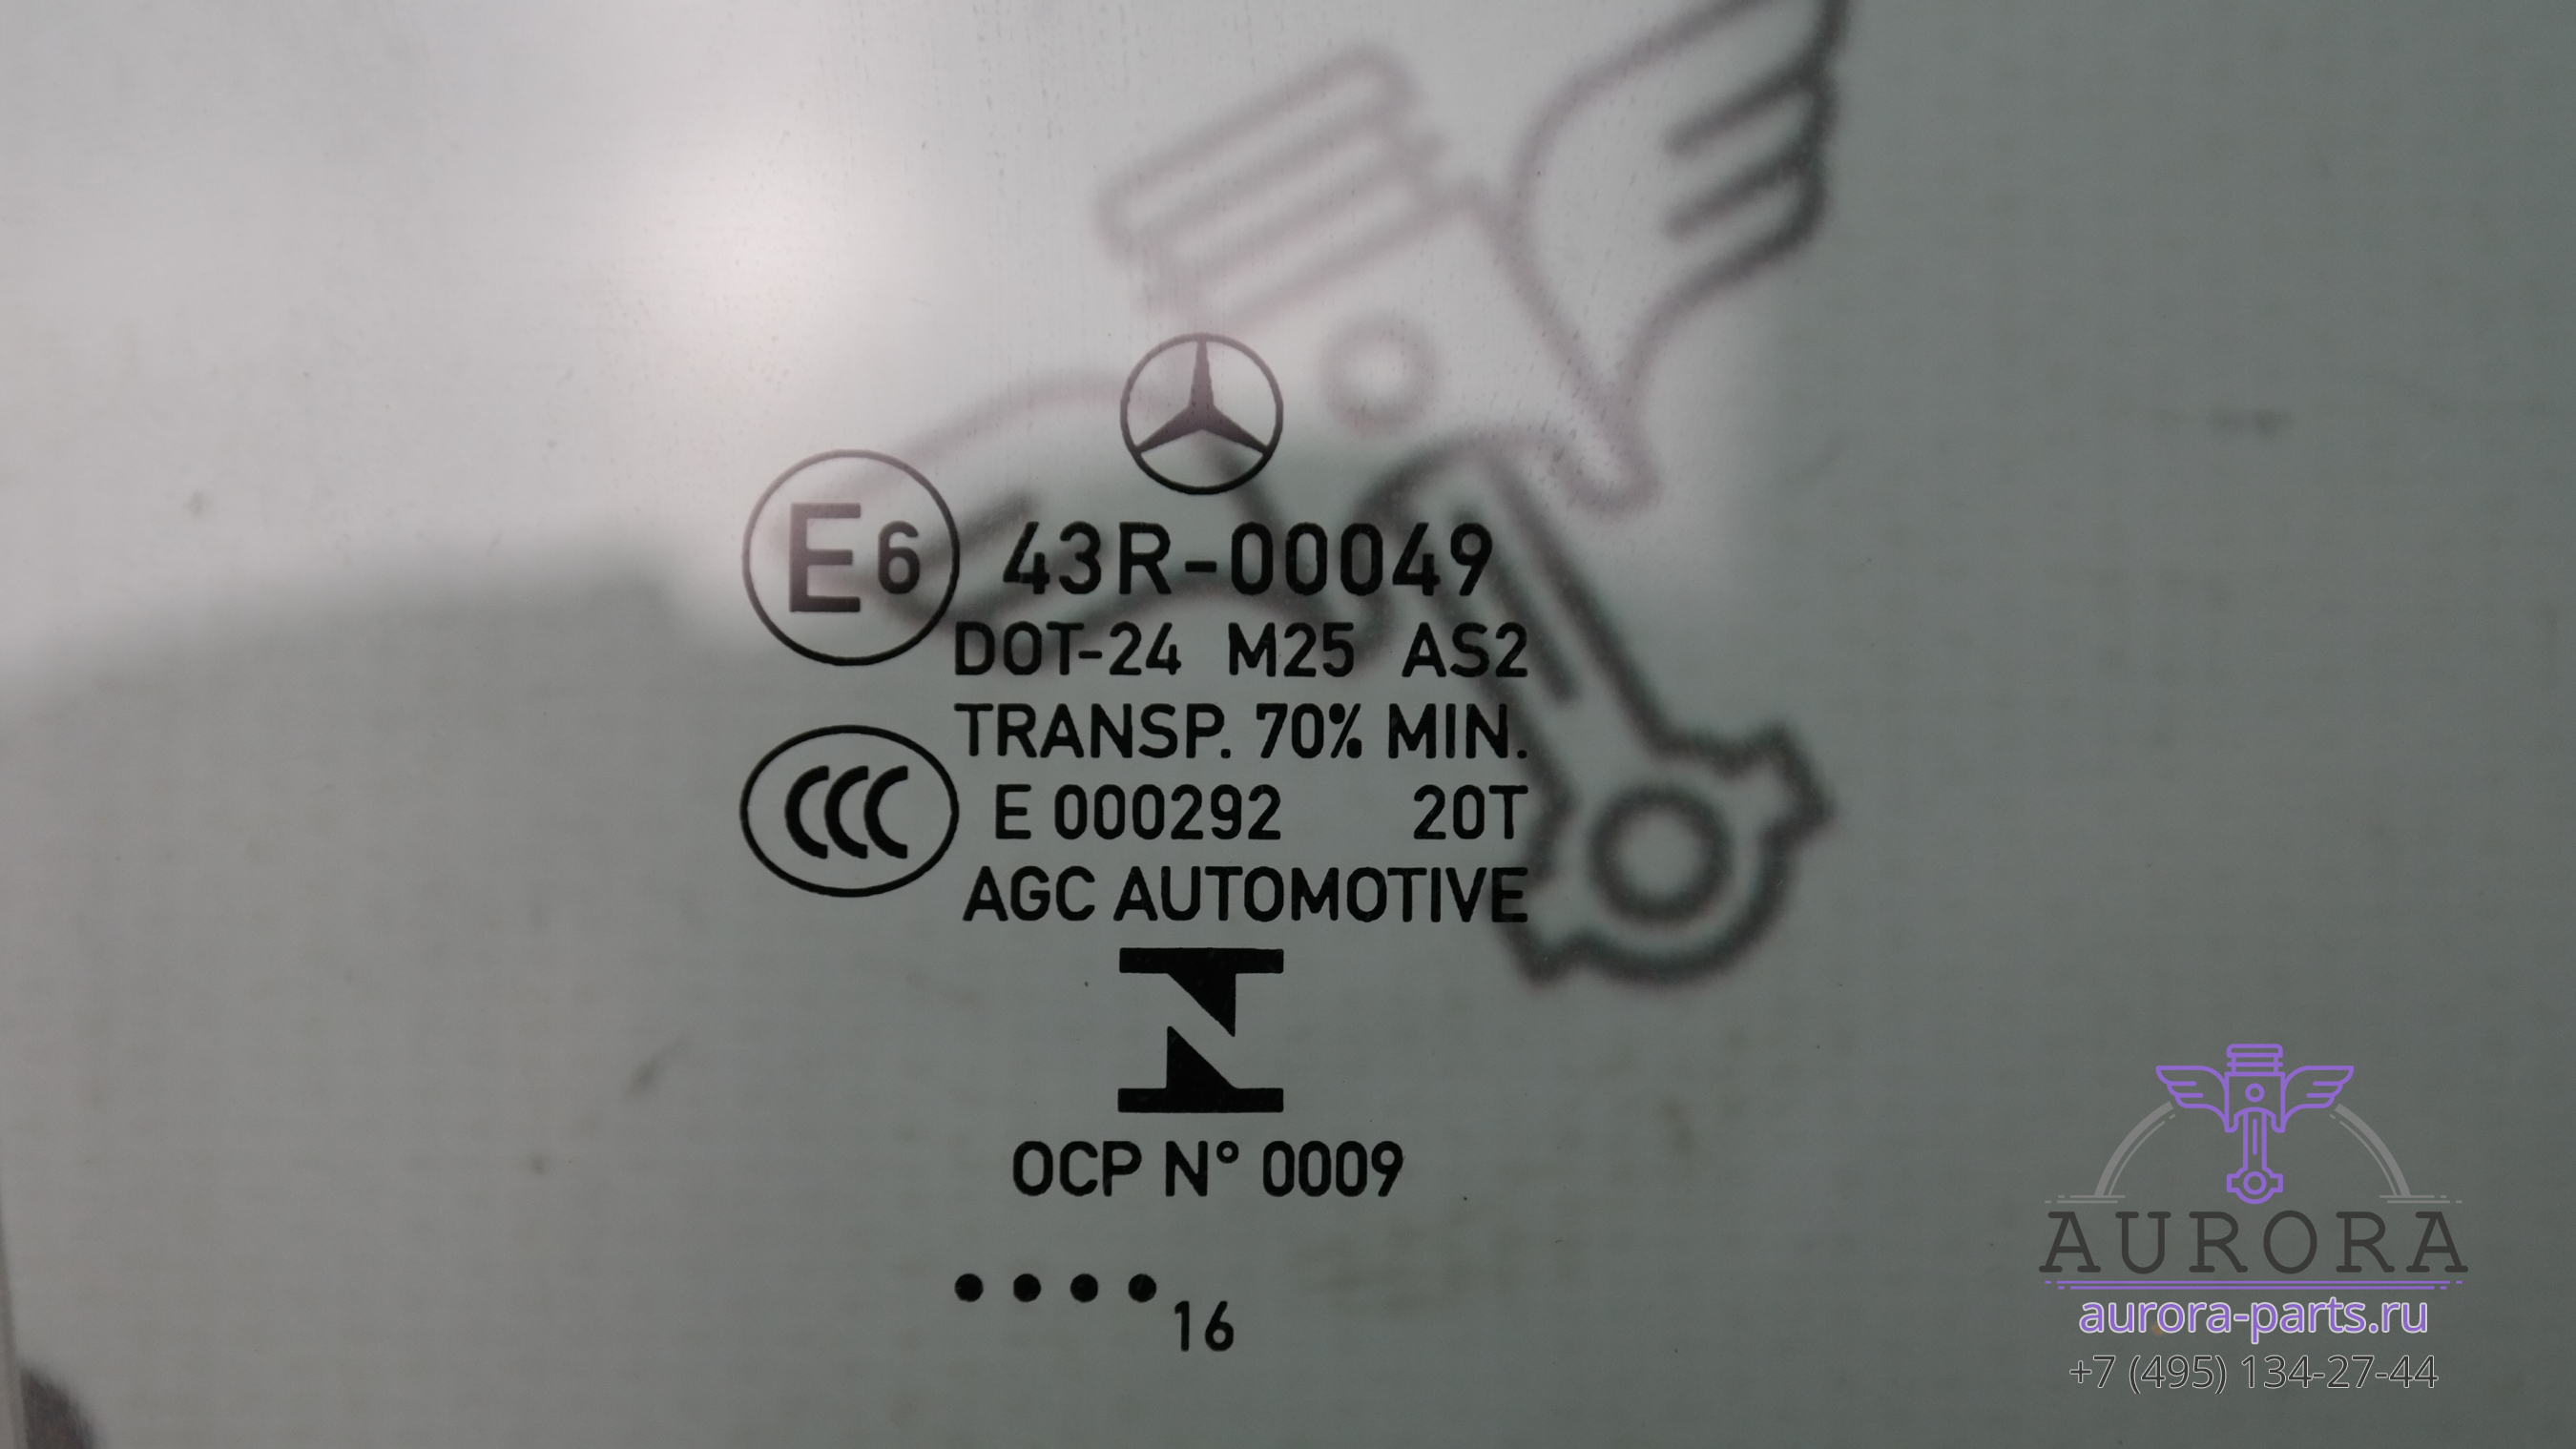 E6 43R-00049
DOT-24 M25 AS2
TRANSP. 70% MIN.
CCC
E 000292 20T
AGC AUTOMOTIVE
N
OCP N° 0009
• • • • 16
AURORA
aurora-parts.ru
+7 (495) 134-27-44